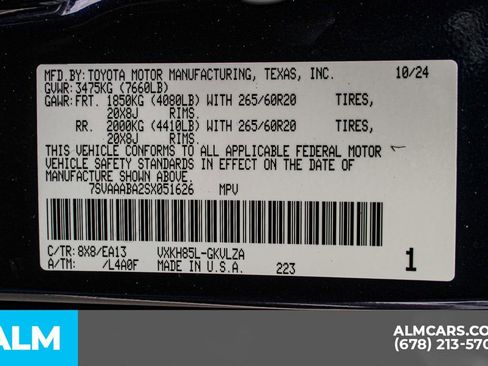 MFD.BY: TOYOTA MOTOR MANUFACTURING, TEXAS, INC. 10/24
GVWR: 3475KG (7660LB)
GAWR: FRT. 1850KG (4080LB) WITH 265/60R20 TIRES,
20X8J RIMS.
RR. 2000KG (4410LB) WITH 265/60R20 TIRES,
20X8J RIMS.
THIS VEHICLE CONFORMS TO ALL APPLICABLE FEDERAL MOTOR
VEHICLE SAFETY STANDARDS IN EFFECT ON THE DATE OF
MANUFACTURE SHOWN ABOVE.
7SVAAABA2SX051626 MPV
C/TR: 8X8/EA13 VXKH85L-GKVLZA
A/TM: /L4A0F MADE IN U.S.A. 223 1
ALM
ALMCARS.CO
(678) 213-570